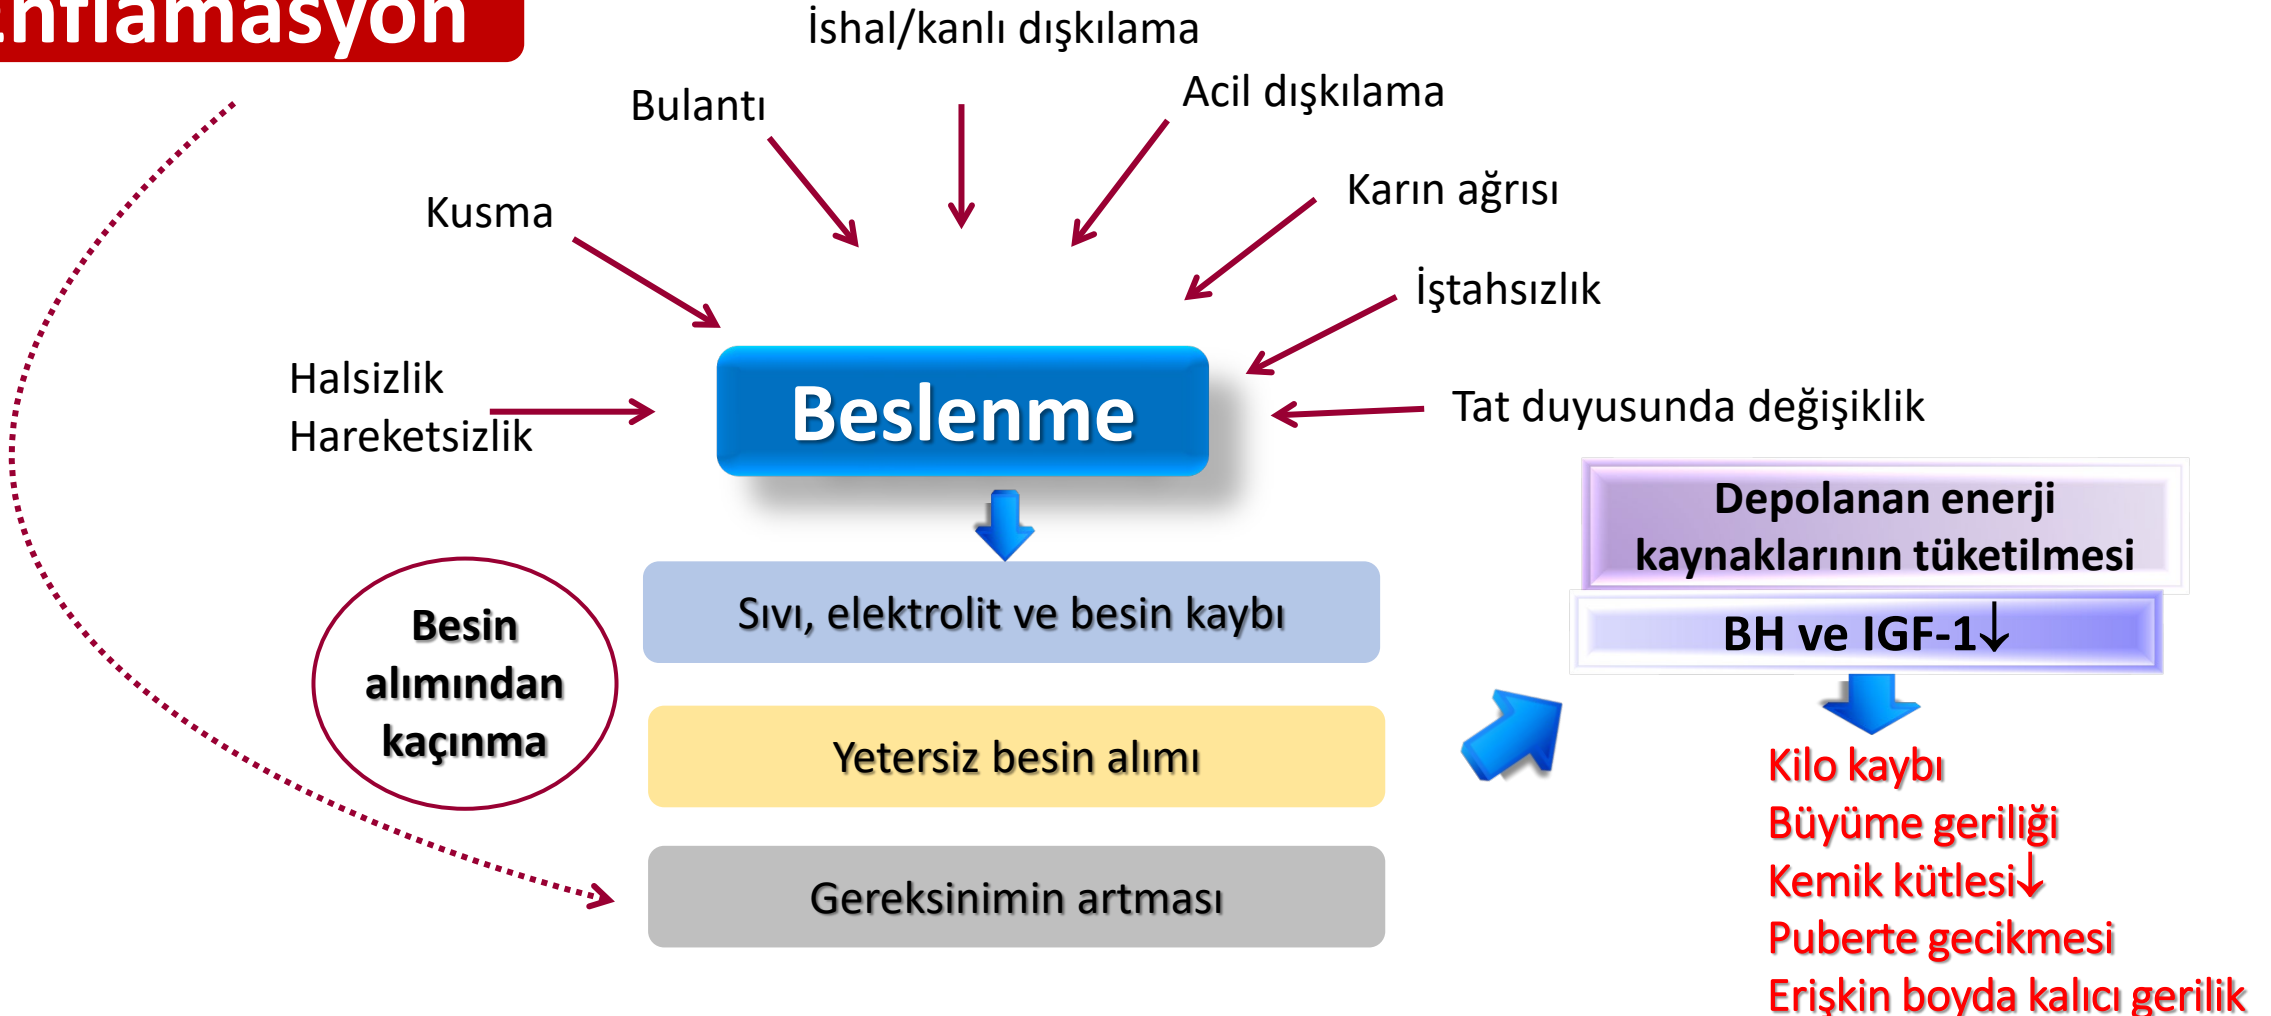 enflamasyon
İshal/kanlı dışkılama
Bulantı
Acil dışkılama
Kusma
Karın ağrısı
İştahsızlık
Halsizlik
Hareketsizlik
Beslenme
Tat duyusunda değişiklik
Depolanan enerji
kaynaklarının tüketilmesi
BH ve IGF-1↓
Besin
alımından
kaçınma
Sıvı, elektrolit ve besin kaybı
Yetersiz besin alımı
Gereksinimin artması
Kilo kaybı
Büyüme geriliği
Kemik kütlesi↓
Puberte gecikmesi
Erişkin boyda kalıcı gerilik